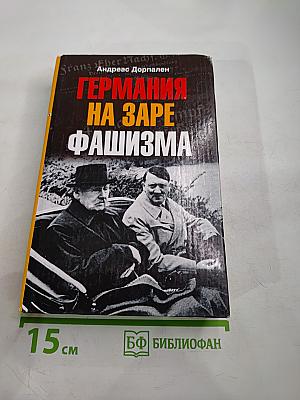 Андреас Дорпален
ГЕРМАНИЯ
НА ЗАРЕ
ФАШИЗМА
15 см
БФ БИБЛИОФАН